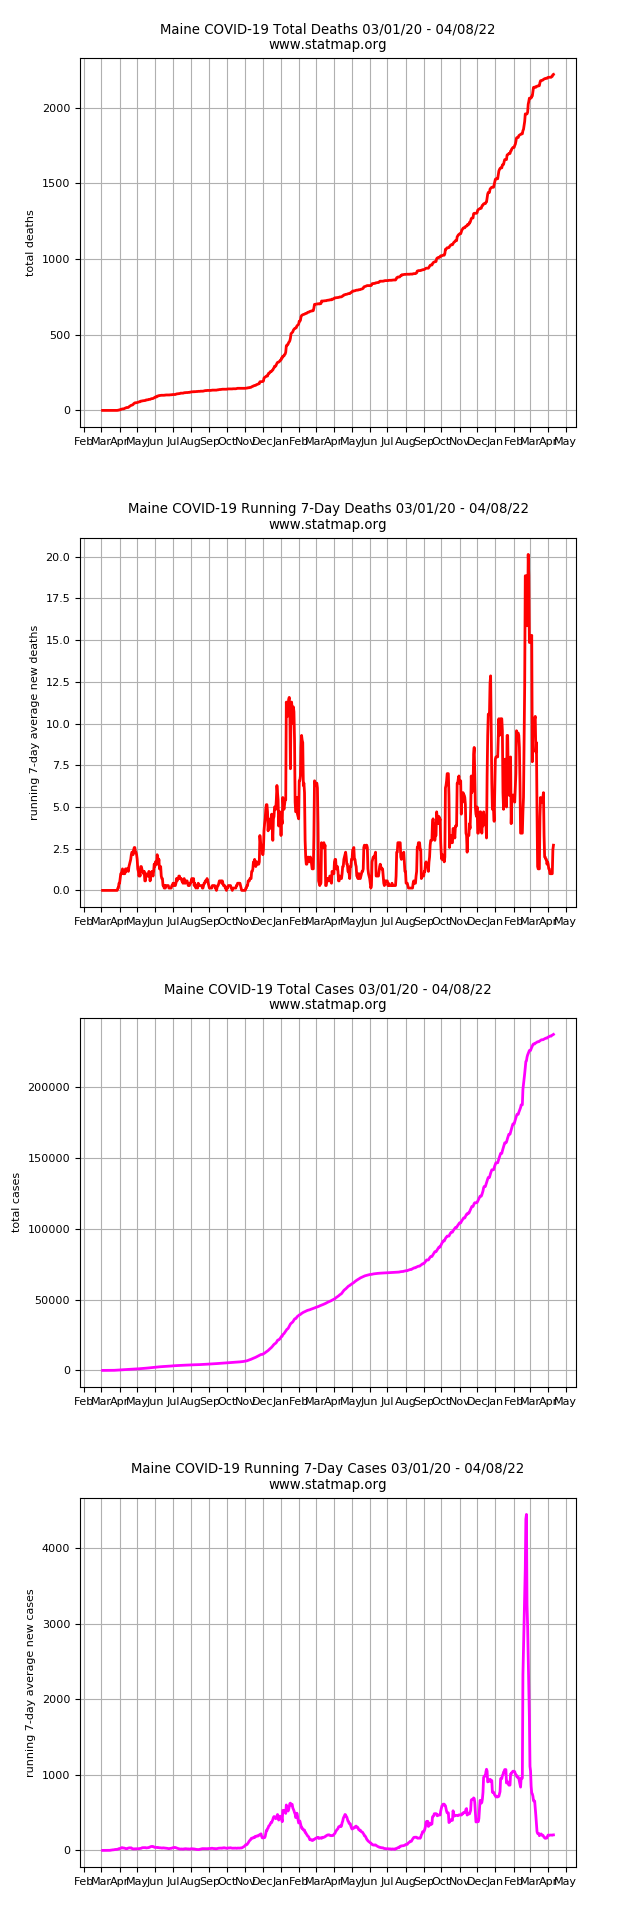 Maine COVID-19 Total Deaths 03/01/20 - 04/08/22
www.statmap.org
2000
1500
1000
500
0
total deaths
Feb Mar Apr May Jun Jul Aug Sep Oct Nov Dec Jan Feb Mar Apr May Jun Jul Aug Sep Oct Nov Dec Jan Feb Mar Apr May
Maine COVID-19 Running 7-Day Deaths 03/01/20 - 04/08/22
www.statmap.org
20.0
17.5
15.0
12.5
10.0
7.5
5.0
2.5
0.0
running 7-day average new deaths
Feb Mar Apr May Jun Jul Aug Sep Oct Nov Dec Jan Feb Mar Apr May Jun Jul Aug Sep Oct Nov Dec Jan Feb Mar Apr May
Maine COVID-19 Total Cases 03/01/20 - 04/08/22
www.statmap.org
200000
150000
100000
50000
0
total cases
Feb Mar Apr May Jun Jul Aug Sep Oct Nov Dec Jan Feb Mar Apr May Jun Jul Aug Sep Oct Nov Dec Jan Feb Mar Apr May
Maine COVID-19 Running 7-Day Cases 03/01/20 - 04/08/22
www.statmap.org
4000
3000
2000
1000
0
running 7-day average new cases
Feb Mar Apr May Jun Jul Aug Sep Oct Nov Dec Jan Feb Mar Apr May Jun Jul Aug Sep Oct Nov Dec Jan Feb Mar Apr May